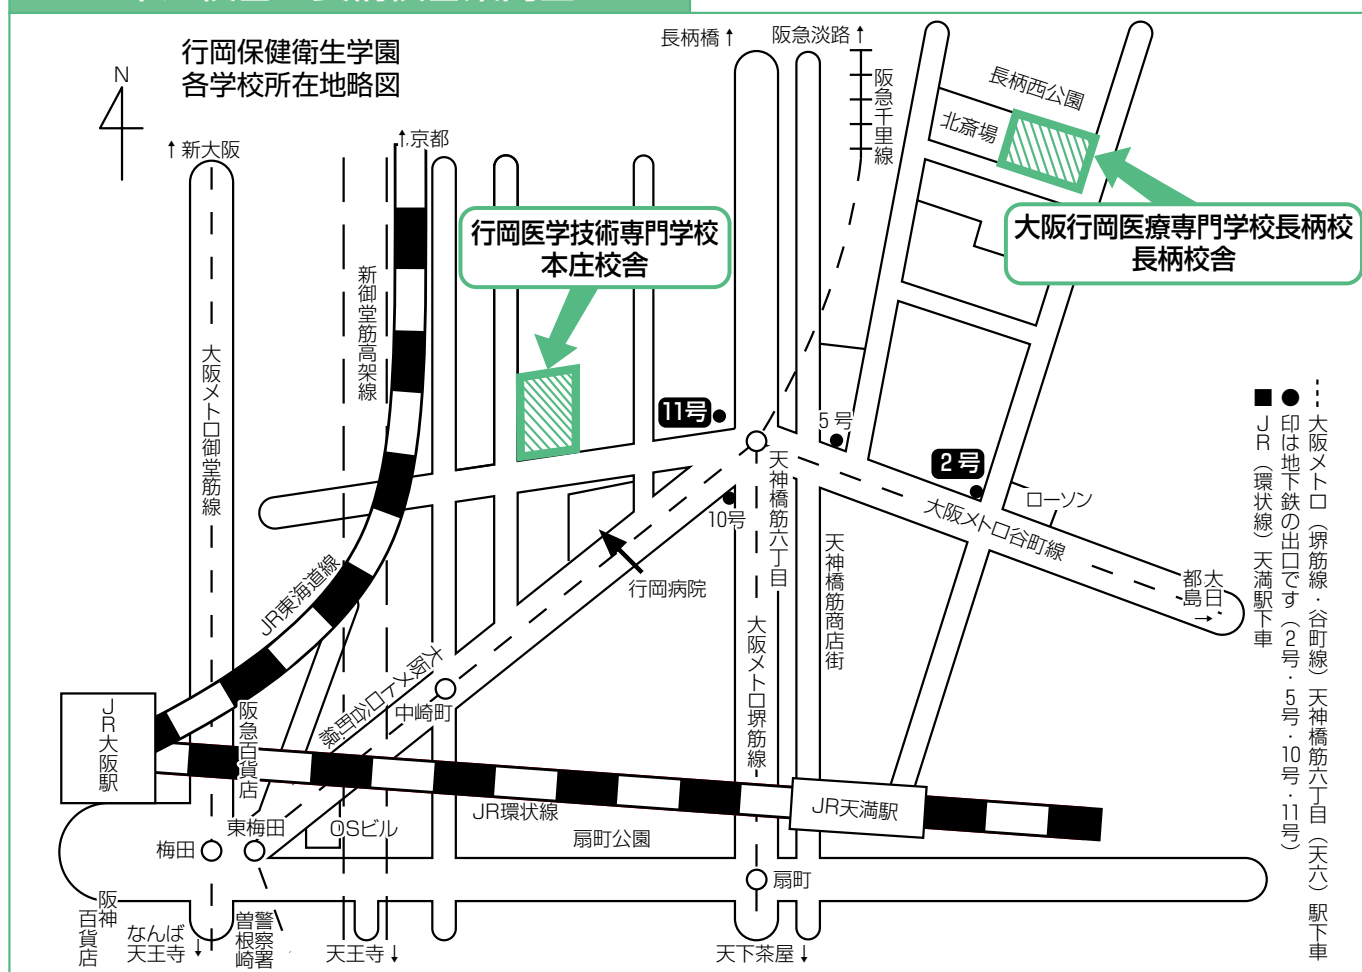 行岡保健衛生学園
各学校所在地略図
N
↑新大阪
↑京都
長柄橋↑
阪急淡路↑
阪急千里線
長柄西公園
北斎場
行岡医学技術専門学校
本庄校舎
大阪行岡医療専門学校長柄校
長柄校舎
新御堂筋高架線
大阪メトロ御堂筋線
11号
5号
2号
10号
天神橋筋六丁目
大阪メトロ谷町線
ローソン
都島
大日
→
天神橋筋商店街
行岡病院
JR東海道線
大阪メトロ谷町線
中崎町
大阪メトロ堺筋線
JR大阪駅
阪急百貨店
JR環状線
JR天満駅
東梅田
OSビル
扇町公園
梅田
扇町
阪神
百貨店
なんば
天王寺↓
曽根崎
警察署
天王寺↓
天下茶屋↓
大阪メトロ(堺筋線・谷町線)天神橋筋六丁目(天六)駅下車
●印は地下鉄の出口です(2号・5号・10号・11号)
■JR(環状線)天満駅下車